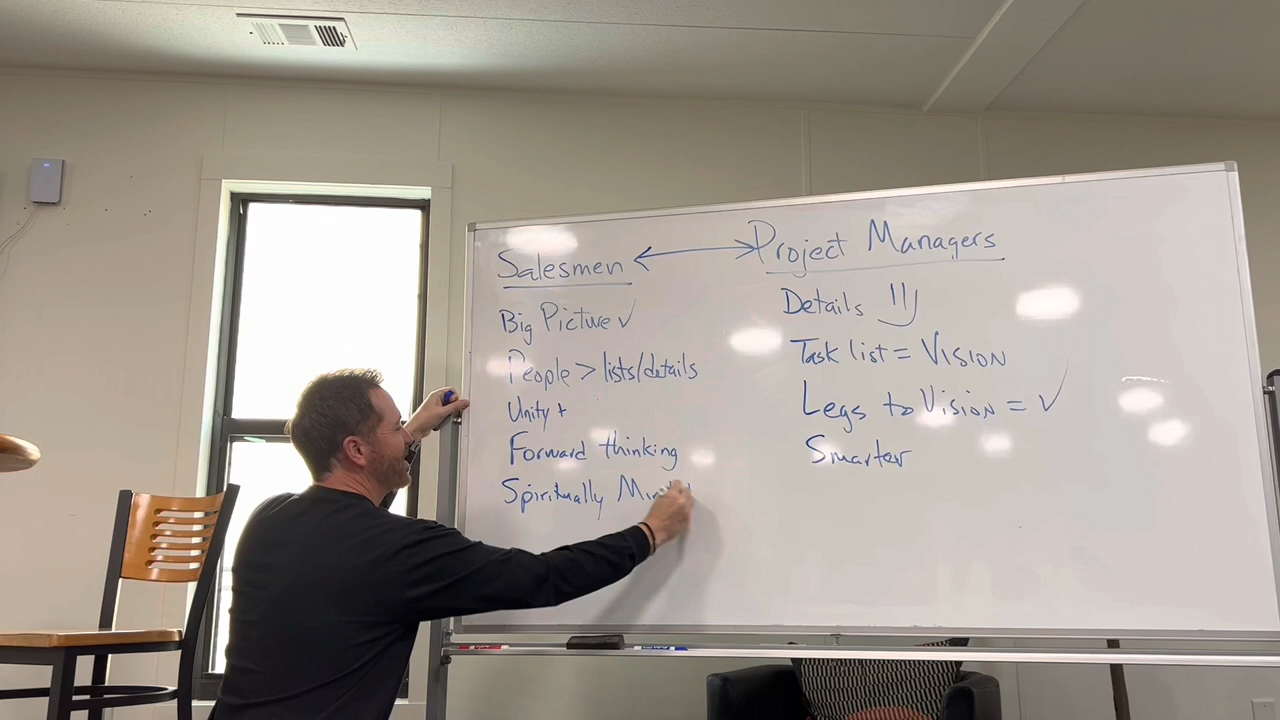 Salesmen ↔ Project Managers
Big Picture ✓
People > lists/details
Unity +
Forward thinking
Spiritually
Details
Task list = VISION
Legs to Vision = ✓
Smarter